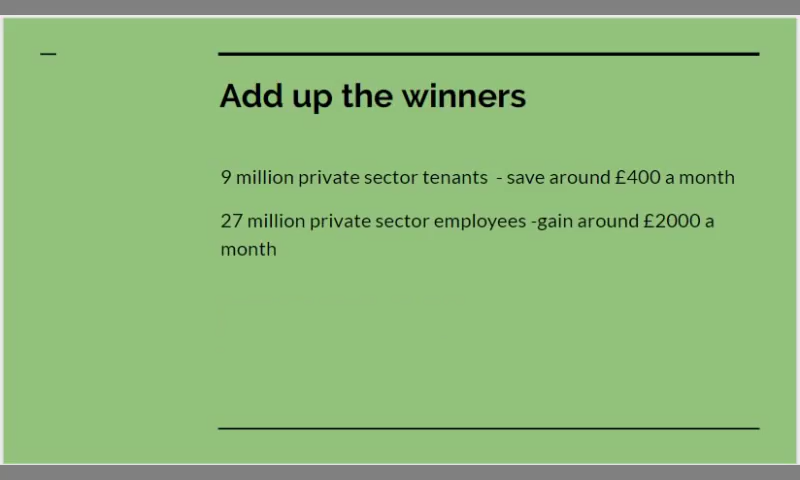 Add up the winners
9 million private sector tenants  - save around £400 a month
27 million private sector employees -gain around £2000 a
month